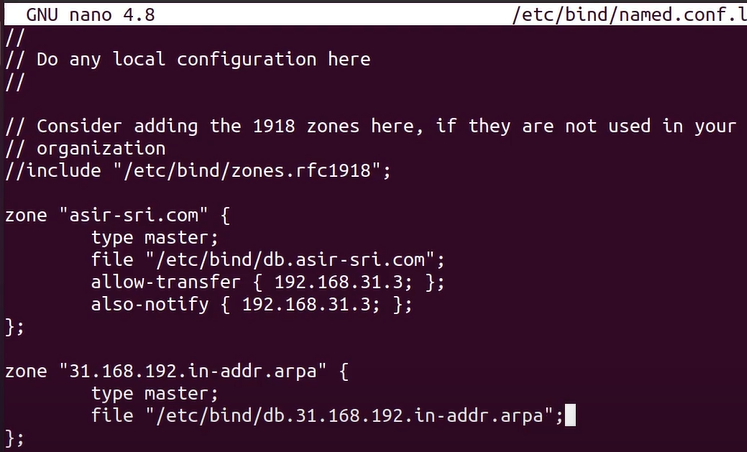 GNU nano 4.8 /etc/bind/named.conf.l
//
// Do any local configuration here
//
// Consider adding the 1918 zones here, if they are not used in your
// organization
//include "/etc/bind/zones.rfc1918";
zone "asir-sri.com" {
        type master;
        file "/etc/bind/db.asir-sri.com";
        allow-transfer { 192.168.31.3; };
        also-notify { 192.168.31.3; };
};
zone "31.168.192.in-addr.arpa" {
        type master;
        file "/etc/bind/db.31.168.192.in-addr.arpa";
};